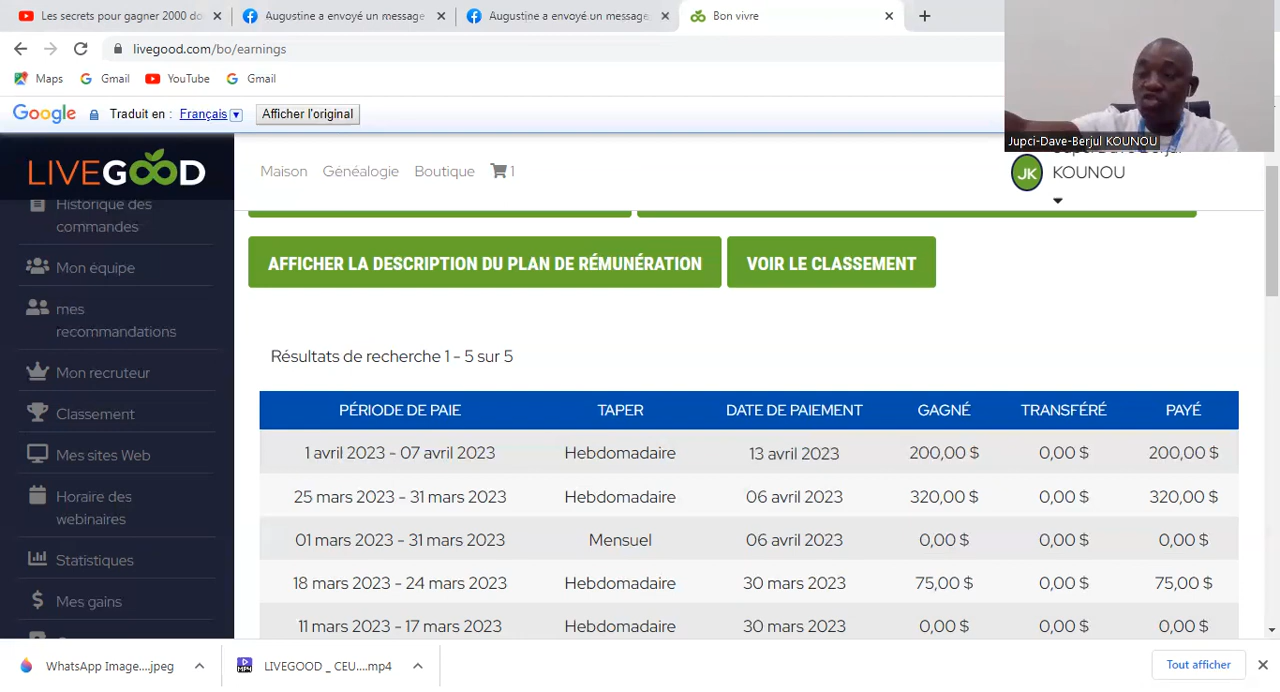 Les secrets pour gagner 2000 do
Augustine a envoyé un message
Augustine a envoyé un message
Bon vivre
livegood.com/bo/earnings
Maps
Gmail
YouTube
Gmail
Google
Traduit en :
Français
Afficher l'original
Jupci-Dave-Berjul KOUNOU
LIVEGOOD
Maison
Généalogie
Boutique
1
JK
Jupci-Dave-Berjul
KOUNOU
Historique des
commandes
Mon équipe
mes
recommandations
Mon recruteur
Classement
Mes sites Web
Horaire des
webinaires
Statistiques
Mes gains
AFFICHER LA DESCRIPTION DU PLAN DE RÉMUNÉRATION
VOIR LE CLASSEMENT
Résultats de recherche 1 - 5 sur 5
PÉRIODE DE PAIE TAPER DATE DE PAIEMENT GAGNÉ TRANSFÉRÉ PAYÉ
1 avril 2023 - 07 avril 2023 Hebdomadaire 13 avril 2023 200,00 $ 0,00 $ 200,00 $
25 mars 2023 - 31 mars 2023 Hebdomadaire 06 avril 2023 320,00 $ 0,00 $ 320,00 $
01 mars 2023 - 31 mars 2023 Mensuel 06 avril 2023 0,00 $ 0,00 $ 0,00 $
18 mars 2023 - 24 mars 2023 Hebdomadaire 30 mars 2023 75,00 $ 0,00 $ 75,00 $
11 mars 2023 - 17 mars 2023 Hebdomadaire 30 mars 2023 0,00 $ 0,00 $ 0,00 $
WhatsApp Image....jpeg
LIVEGOOD _ CEU....mp4
Tout afficher